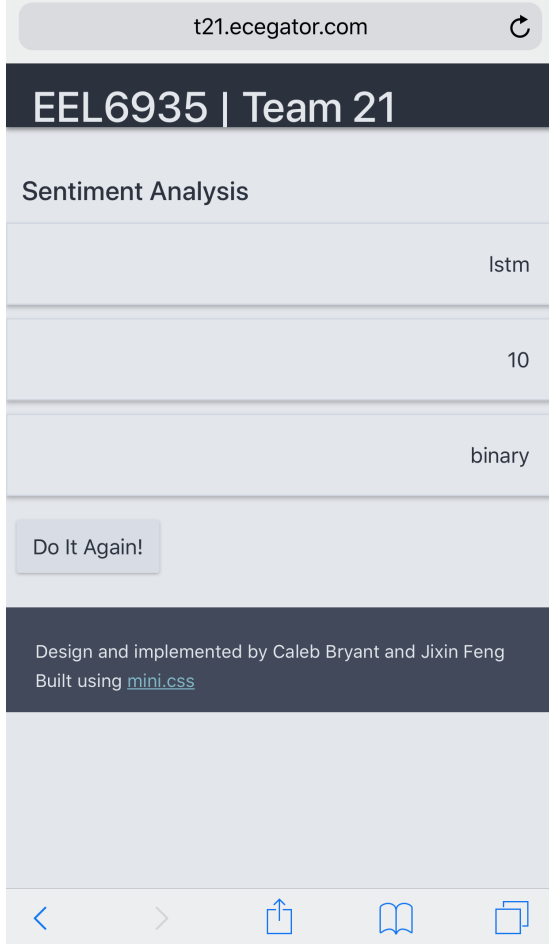 t21.ecegator.com
EEL6935 | Team 21
Sentiment Analysis
lstm
10
binary
Do It Again!
Design and implemented by Caleb Bryant and Jixin Feng
Built using mini.css